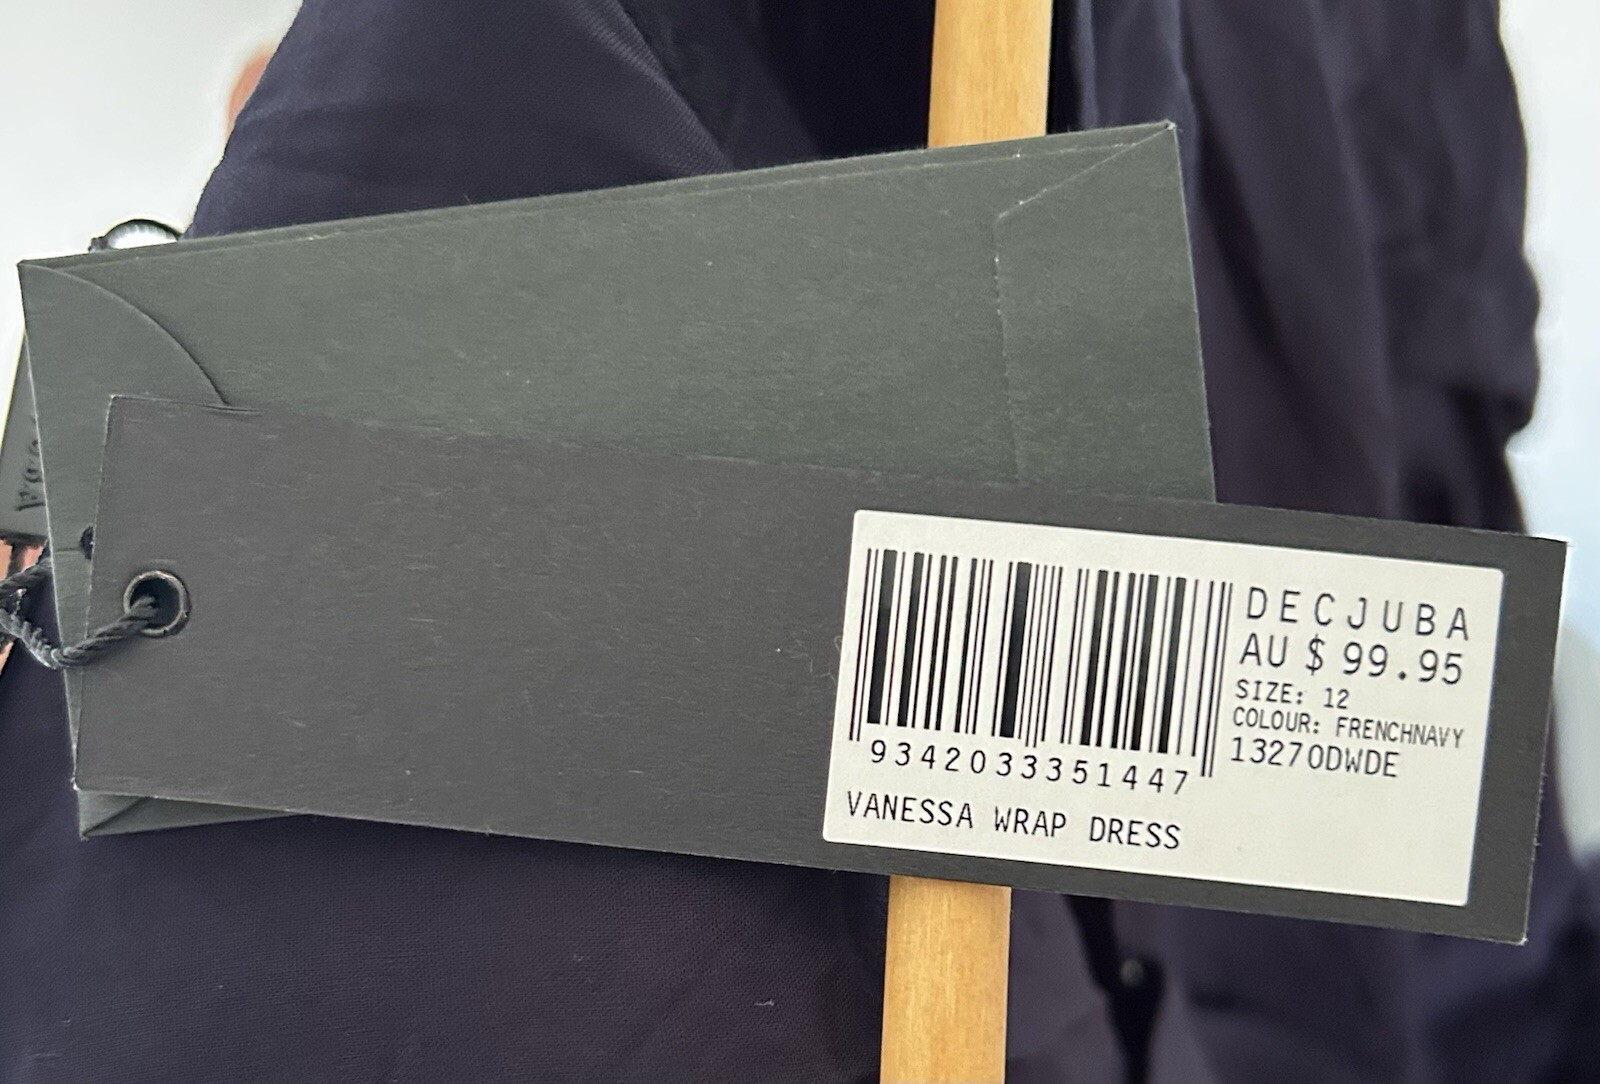 DECJUBA
AU $ 99.95
SIZE: 12
COLOUR: FRENCHNAVY
13270DWDE
9342033351447
VANESSA WRAP DRESS